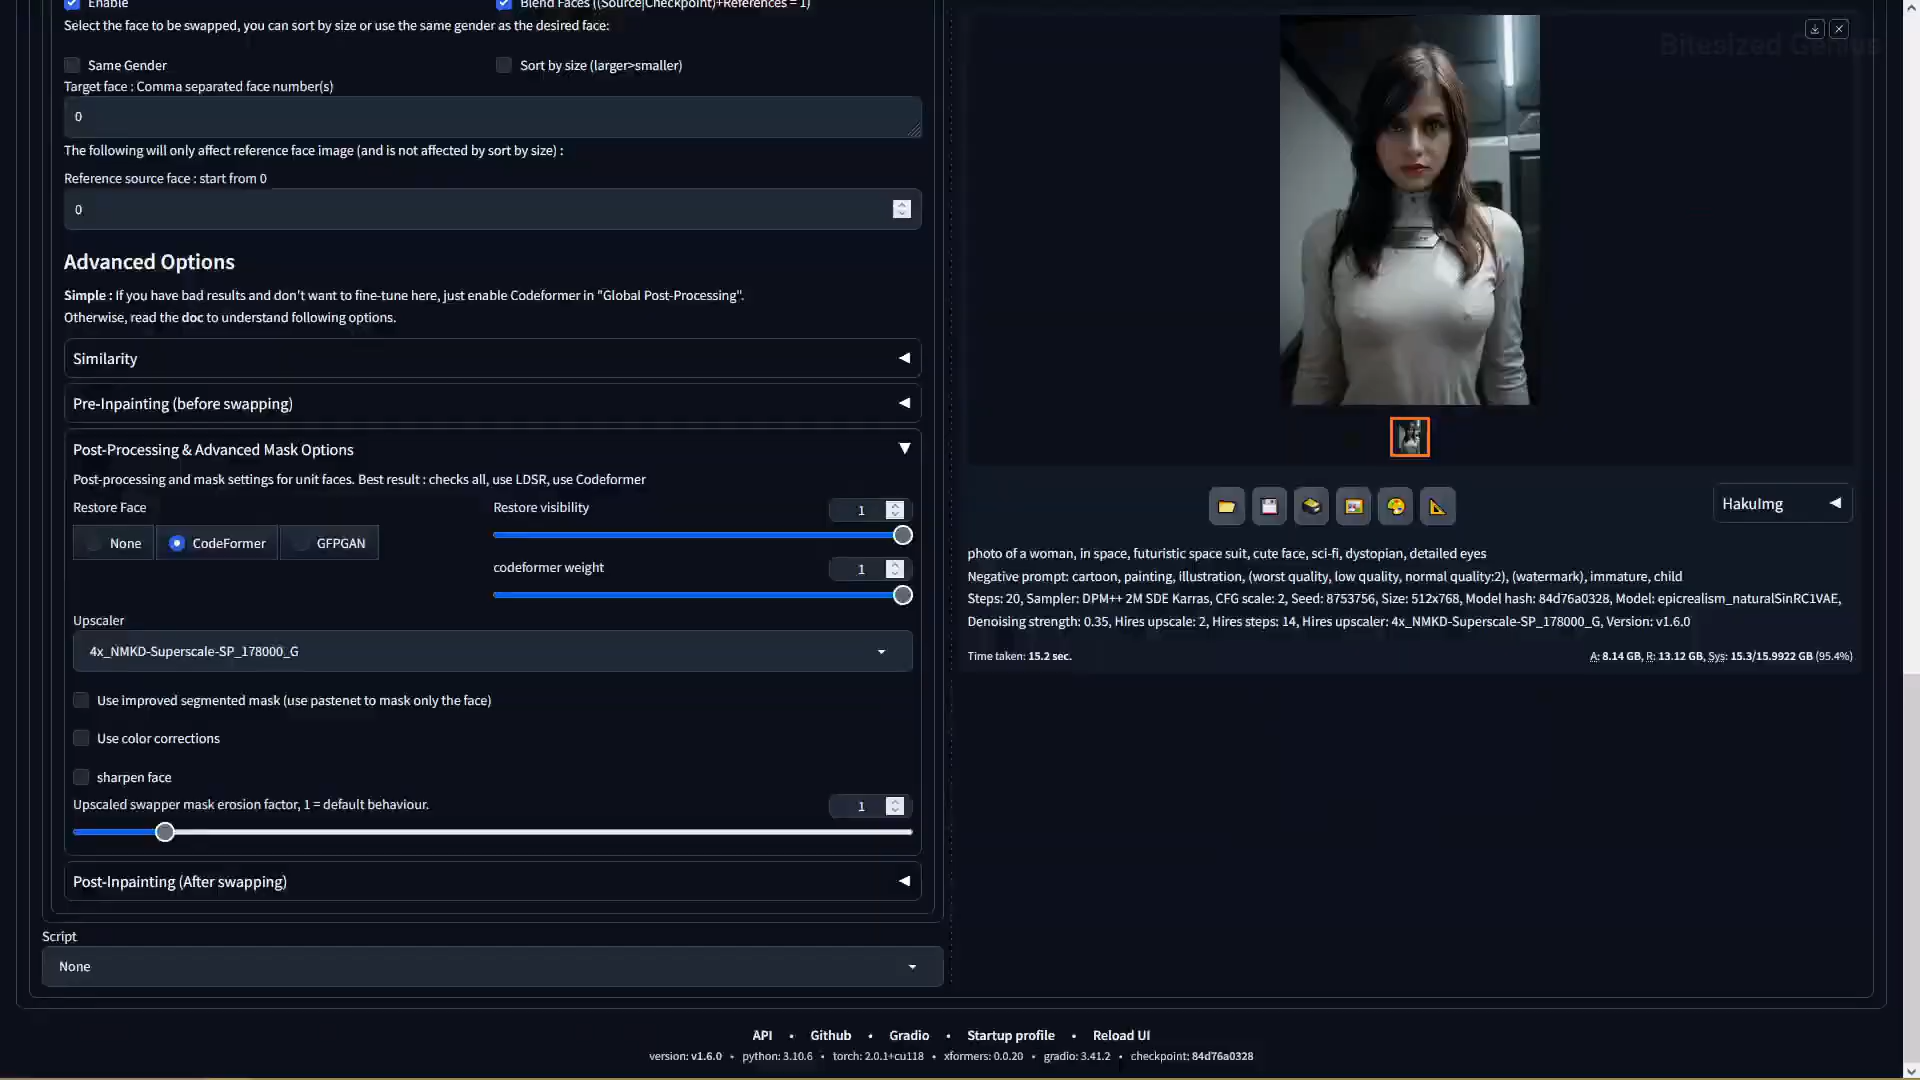 Enable
Blend Faces ((Source|Checkpoint)+References = 1)
Select the face to be swapped, you can sort by size or use the same gender as the desired face:
Same Gender
Sort by size (larger>smaller)
Target face : Comma separated face number(s)
0
The following will only affect reference face image (and is not affected by sort by size) :
Reference source face : start from 0
0
Advanced Options
Simple : If you have bad results and don't want to fine-tune here, just enable Codeformer in "Global Post-Processing".
Otherwise, read the doc to understand following options.
Similarity
Pre-Inpainting (before swapping)
Post-Processing & Advanced Mask Options
Post-processing and mask settings for unit faces. Best result : checks all, use LDSR, use Codeformer
Restore Face
None
CodeFormer
GFPGAN
Restore visibility
1
codeformer weight
1
Upscaler
4x_NMKD-Superscale-SP_178000_G
Use improved segmented mask (use pastenet to mask only the face)
Use color corrections
sharpen face
Upscaled swapper mask erosion factor, 1 = default behaviour.
1
Post-Inpainting (After swapping)
Script
None
Bitesized Genius
HakuImg
photo of a woman, in space, futuristic space suit, cute face, sci-fi, dystopian, detailed eyes
Negative prompt: cartoon, painting, illustration, (worst quality, low quality, normal quality:2), (watermark), immature, child
Steps: 20, Sampler: DPM++ 2M SDE Karras, CFG scale: 2, Seed: 8753756, Size: 512x768, Model hash: 84d76a0328, Model: epicrealism_naturalSinRC1VAE,
Denoising strength: 0.35, Hires upscale: 2, Hires steps: 14, Hires upscaler: 4x_NMKD-Superscale-SP_178000_G, Version: v1.6.0
Time taken: 15.2 sec.
A: 8.14 GB, R: 13.12 GB, Sys: 15.3/15.9922 GB (95.4%)
API • Github • Gradio • Startup profile • Reload UI
version: v1.6.0 • python: 3.10.6 • torch: 2.0.1+cu118 • xformers: 0.0.20 • gradio: 3.41.2 • checkpoint: 84d76a0328